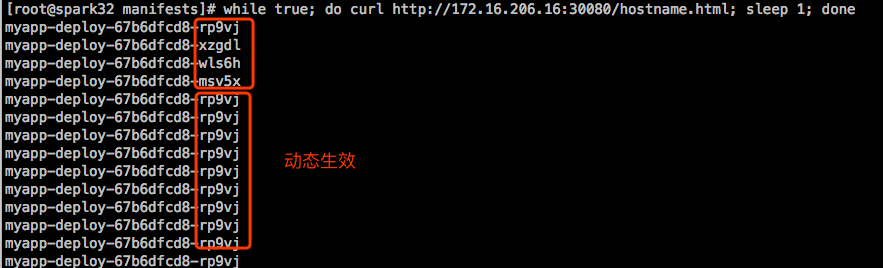 [root@spark32 manifests]# while true; do curl http://172.16.206.16:30080/hostname.html; sleep 1; done
myapp-deploy-67b6dfcd8-rp9vj
myapp-deploy-67b6dfcd8-xzgdl
myapp-deploy-67b6dfcd8-wls6h
myapp-deploy-67b6dfcd8-msv5x
myapp-deploy-67b6dfcd8-rp9vj
myapp-deploy-67b6dfcd8-rp9vj
myapp-deploy-67b6dfcd8-rp9vj
myapp-deploy-67b6dfcd8-rp9vj
动态生效
myapp-deploy-67b6dfcd8-rp9vj
myapp-deploy-67b6dfcd8-rp9vj
myapp-deploy-67b6dfcd8-rp9vj
myapp-deploy-67b6dfcd8-rp9vj
myapp-deploy-67b6dfcd8-rp9vj
myapp-deploy-67b6dfcd8-rp9vj